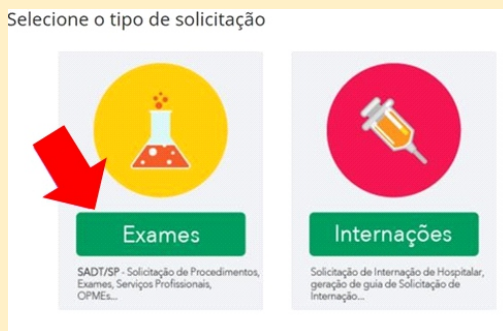 Selecione o tipo de solicitação
Exames
SADT/SP - Solicitação de Procedimentos,
Exames, Serviços Profissionais,
OPMEs...
Internações
Solicitação de Internação de Hospitalar,
geração de guia de Solicitação de
Internação...